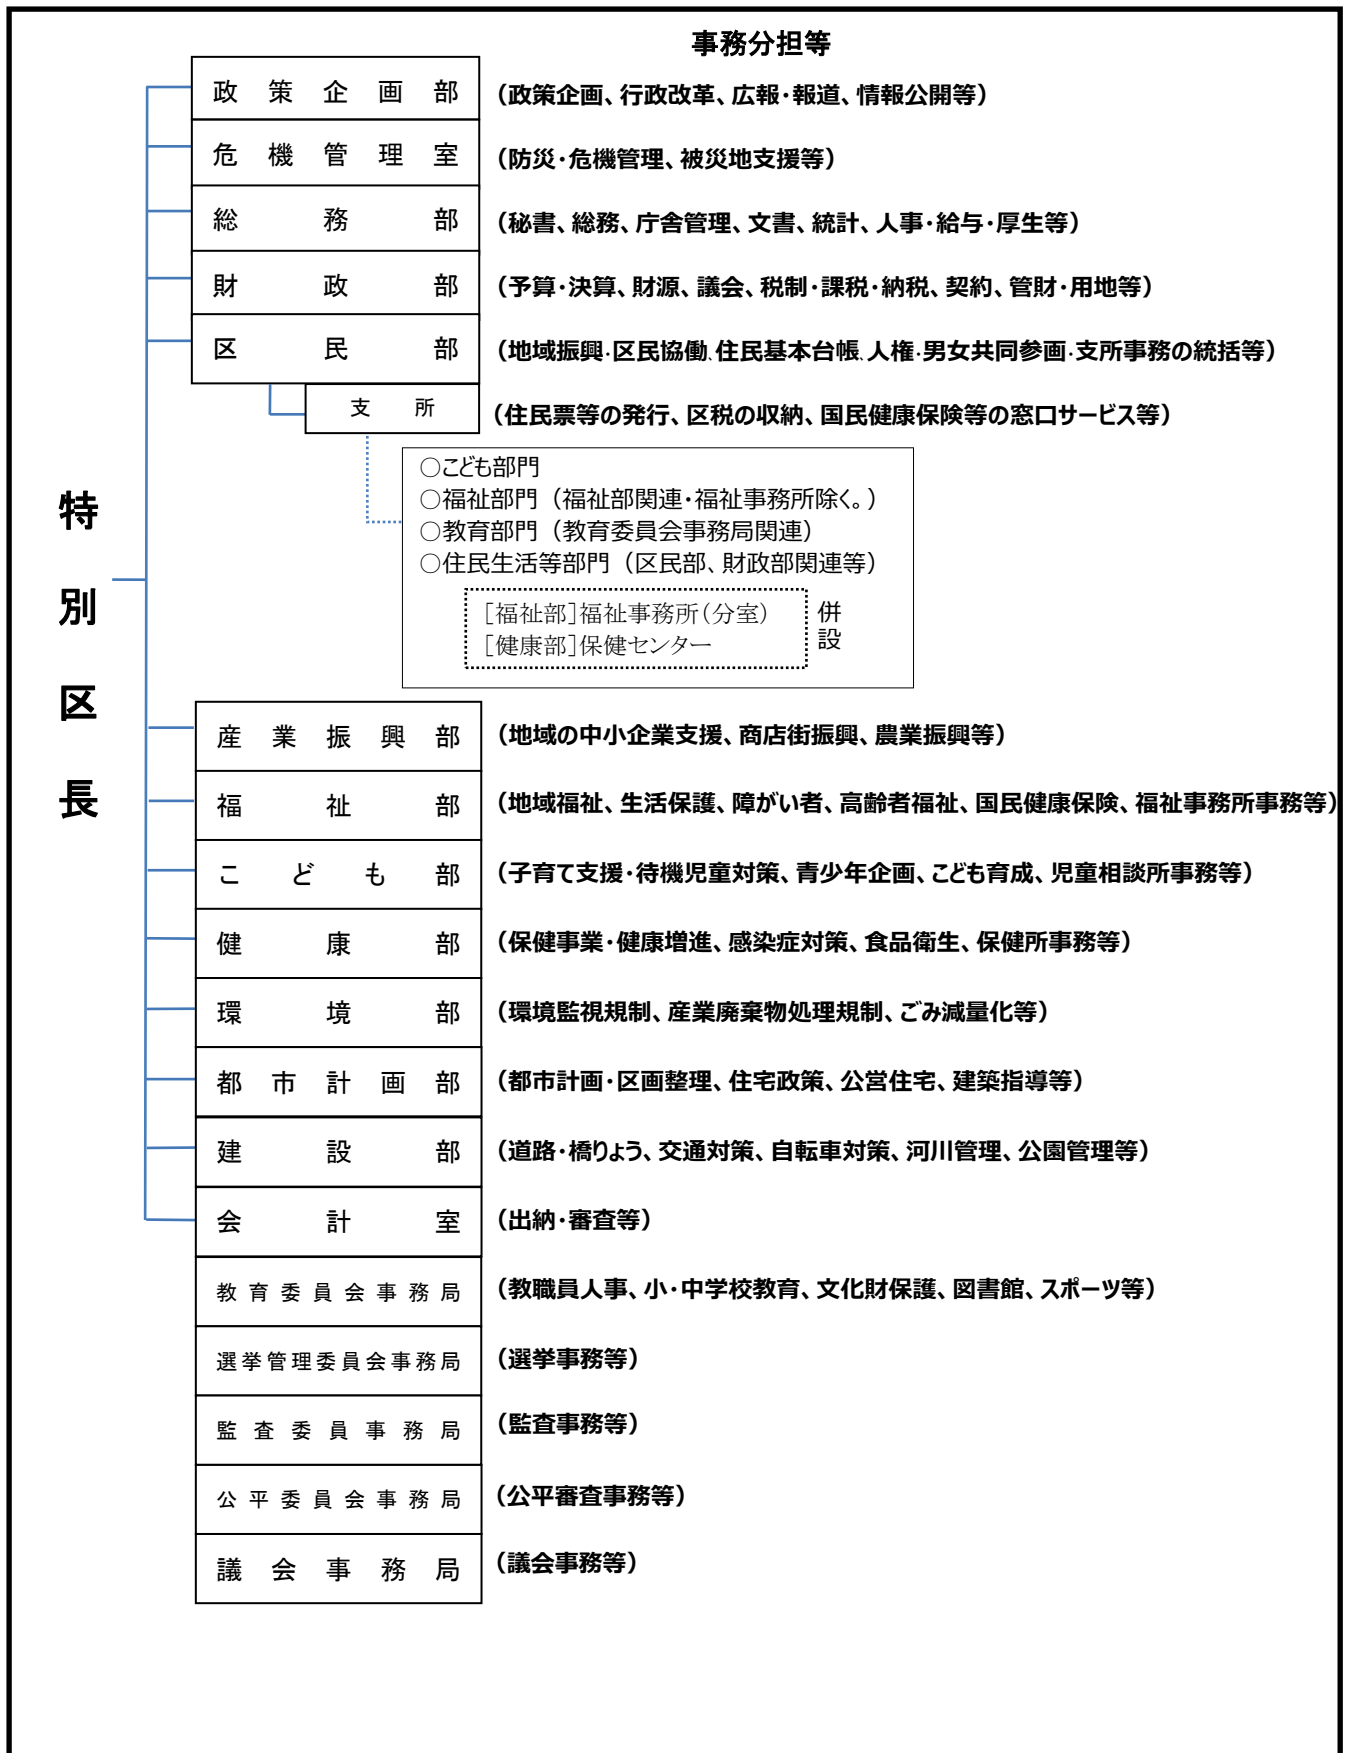 事務分担等
政策企画部 （政策企画、行政改革、広報・報道、情報公開等）
危機管理室 （防災・危機管理、被災地支援等）
総務部 （秘書、総務、庁舎管理、文書、統計、人事・給与・厚生等）
財政部 （予算・決算、財源、議会、税制・課税・納税、契約、管財・用地等）
区民部 （地域振興・区民協働、住民基本台帳、人権・男女共同参画・支所事務の統括等）
支所 （住民票等の発行、区税の収納、国民健康保険等の窓口サービス等）
○こども部門
○福祉部門（福祉部関連・福祉事務所除く。）
○教育部門（教育委員会事務局関連）
○住民生活等部門（区民部、財政部関連等）
［福祉部］福祉事務所（分室）
［健康部］保健センター
併設
特別区長
産業振興部 （地域の中小企業支援、商店街振興、農業振興等）
福祉部 （地域福祉、生活保護、障がい者、高齢者福祉、国民健康保険、福祉事務所事務等）
こども部 （子育て支援・待機児童対策、青少年企画、こども育成、児童相談所事務等）
健康部 （保健事業・健康増進、感染症対策、食品衛生、保健所事務等）
環境部 （環境監視規制、産業廃棄物処理規制、ごみ減量化等）
都市計画部 （都市計画・区画整理、住宅政策、公営住宅、建築指導等）
建設部 （道路・橋りょう、交通対策、自転車対策、河川管理、公園管理等）
会計室 （出納・審査等）
教育委員会事務局 （教職員人事、小・中学校教育、文化財保護、図書館、スポーツ等）
選挙管理委員会事務局 （選挙事務等）
監査委員事務局 （監査事務等）
公平委員会事務局 （公平審査事務等）
議会事務局 （議会事務等）